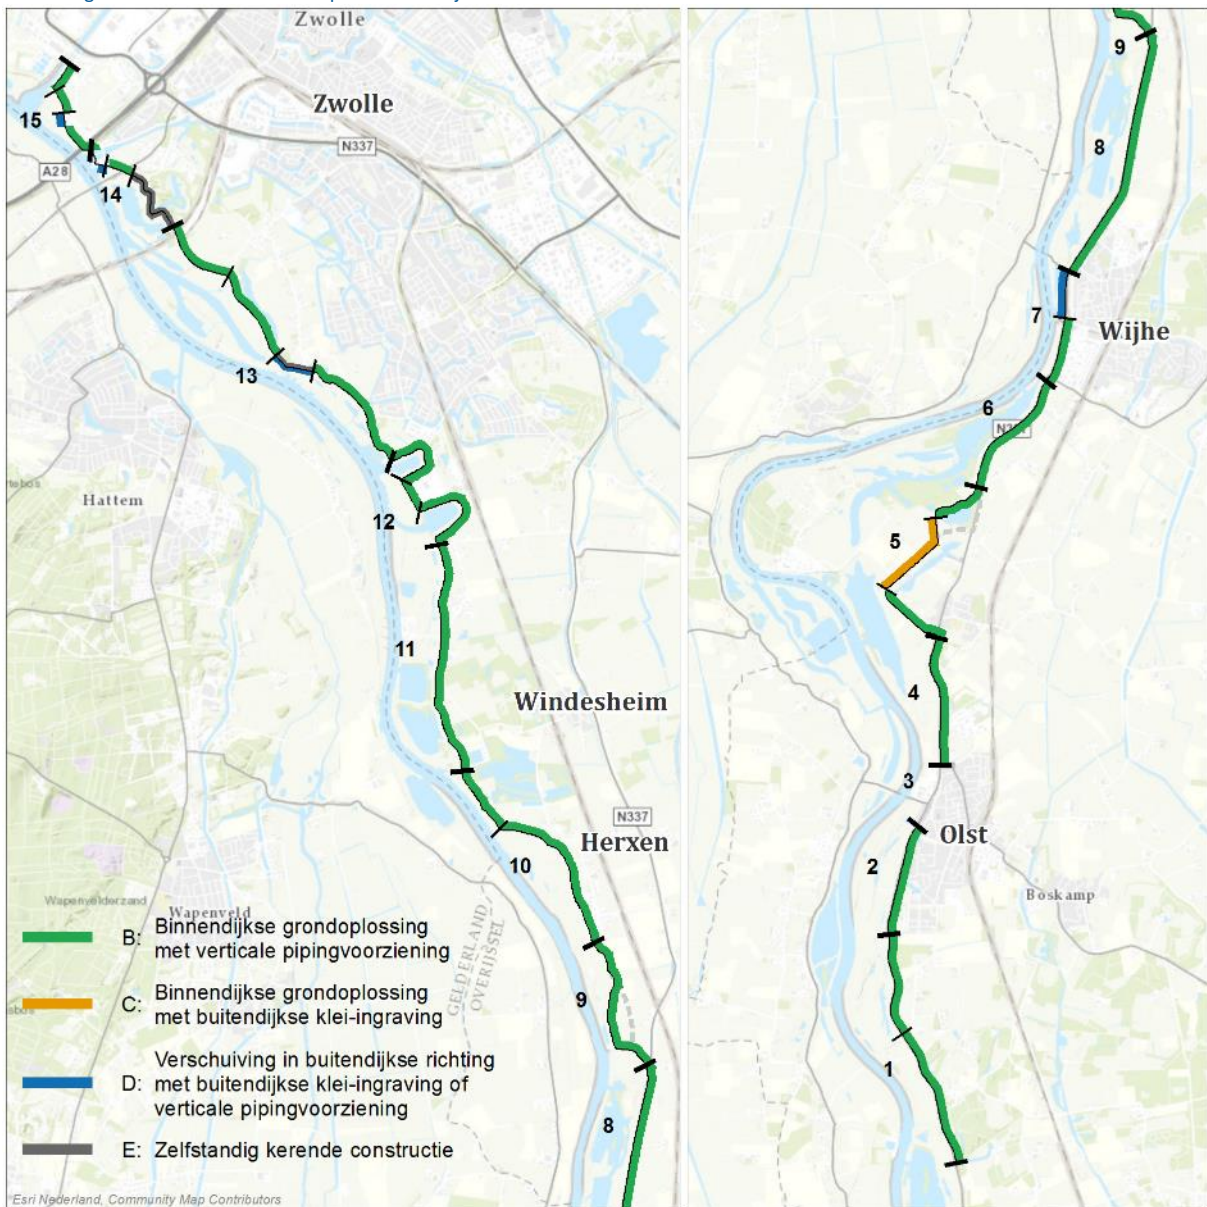 Zwolle
Zwolle
15
N337
A28
14
13
Hattem
12
11
Windesheim
N337
Herxen
10
Wapenvelderzand
Wapenveld
GELDERLAND
OVERIJSSEL
9
8
B: Binnendijkse grondoplossing
met verticale pipingvoorziening
C: Binnendijkse grondoplossing
met buitendijkse klei-ingraving
D: Verschuiving in buitendijkse richting
met buitendijkse klei-ingraving of
verticale pipingvoorziening
E: Zelfstandig kerende constructie
Esri Nederland, Community Map Contributors
9
8
7
Wijhe
6
5
4
3
Olst
2
Boskamp
1